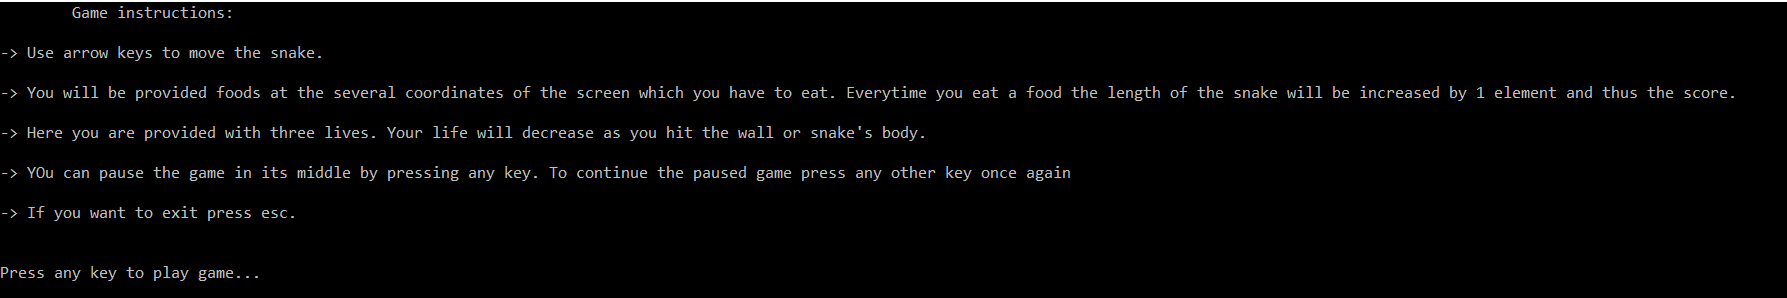 Game instructions:
-> Use arrow keys to move the snake.
-> You will be provided foods at the several coordinates of the screen which you have to eat. Everytime you eat a food the length of the snake will be increased by 1 element and thus the score.
-> Here you are provided with three lives. Your life will decrease as you hit the wall or snake's body.
-> YOu can pause the game in its middle by pressing any key. To continue the paused game press any other key once again
-> If you want to exit press esc.
Press any key to play game...